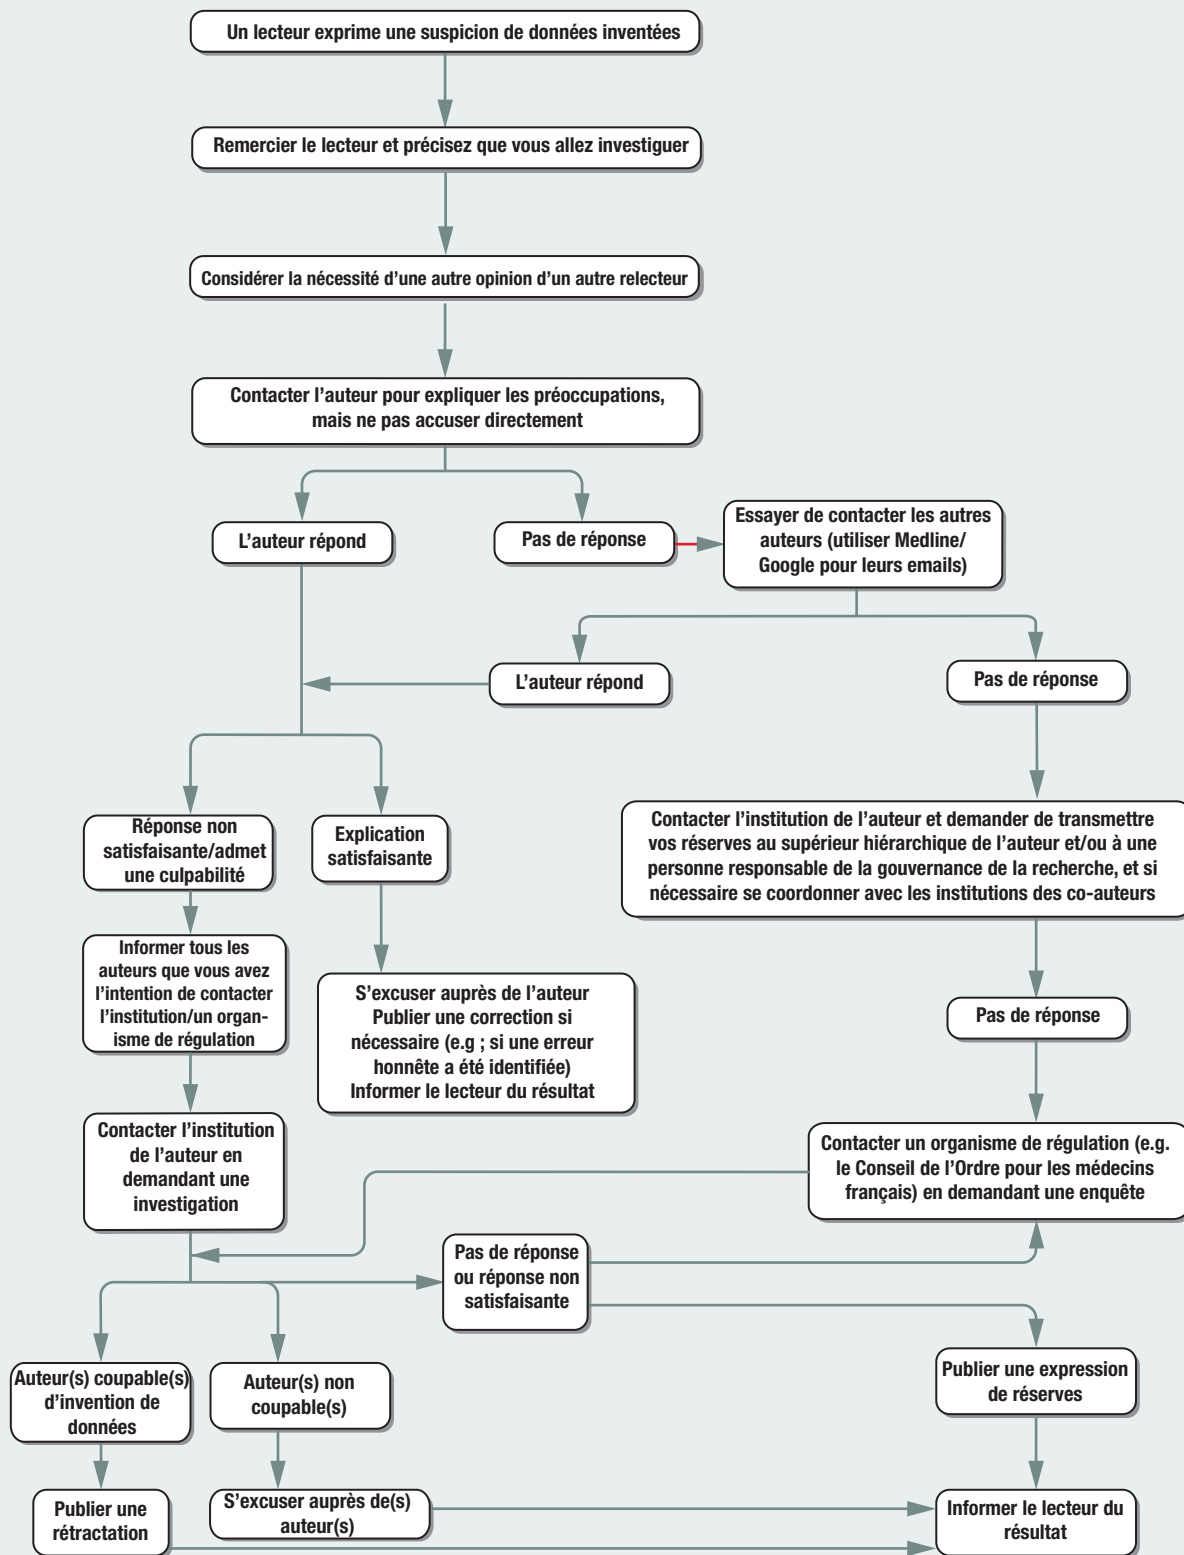 Un lecteur exprime une suspicion de données inventées
Remercier le lecteur et précisez que vous allez investiguer
Considérer la nécessité d’une autre opinion d’un autre relecteur
Contacter l’auteur pour expliquer les préoccupations,
mais ne pas accuser directement
L’auteur répond
Pas de réponse
Essayer de contacter les autres
auteurs (utiliser Medline/
Google pour leurs emails)
L’auteur répond
Pas de réponse
Réponse non
satisfaisante/admet
une culpabilité
Explication
satisfaisante
Contacter l’institution de l’auteur et demander de transmettre
vos réserves au supérieur hiérarchique de l’auteur et/ou à une
personne responsable de la gouvernance de la recherche, et si
nécessaire se coordonner avec les institutions des co-auteurs
Informer tous les
auteurs que vous avez
l’intention de contacter
l’institution/un organ-
isme de régulation
S’excuser auprès de l’auteur
Publier une correction si
nécessaire (e.g ; si une erreur
honnête a été identifiée)
Informer le lecteur du résultat
Pas de réponse
Contacter l’institution
de l’auteur en
demandant une
investigation
Contacter un organisme de régulation (e.g.
le Conseil de l’Ordre pour les médecins
français) en demandant une enquête
Pas de réponse
ou réponse non
satisfaisante
Auteur(s) coupable(s)
d’invention de
données
Auteur(s) non
coupable(s)
Publier une expression
de réserves
Publier une
rétractation
S’excuser auprès de(s)
auteur(s)
Informer le lecteur du
résultat